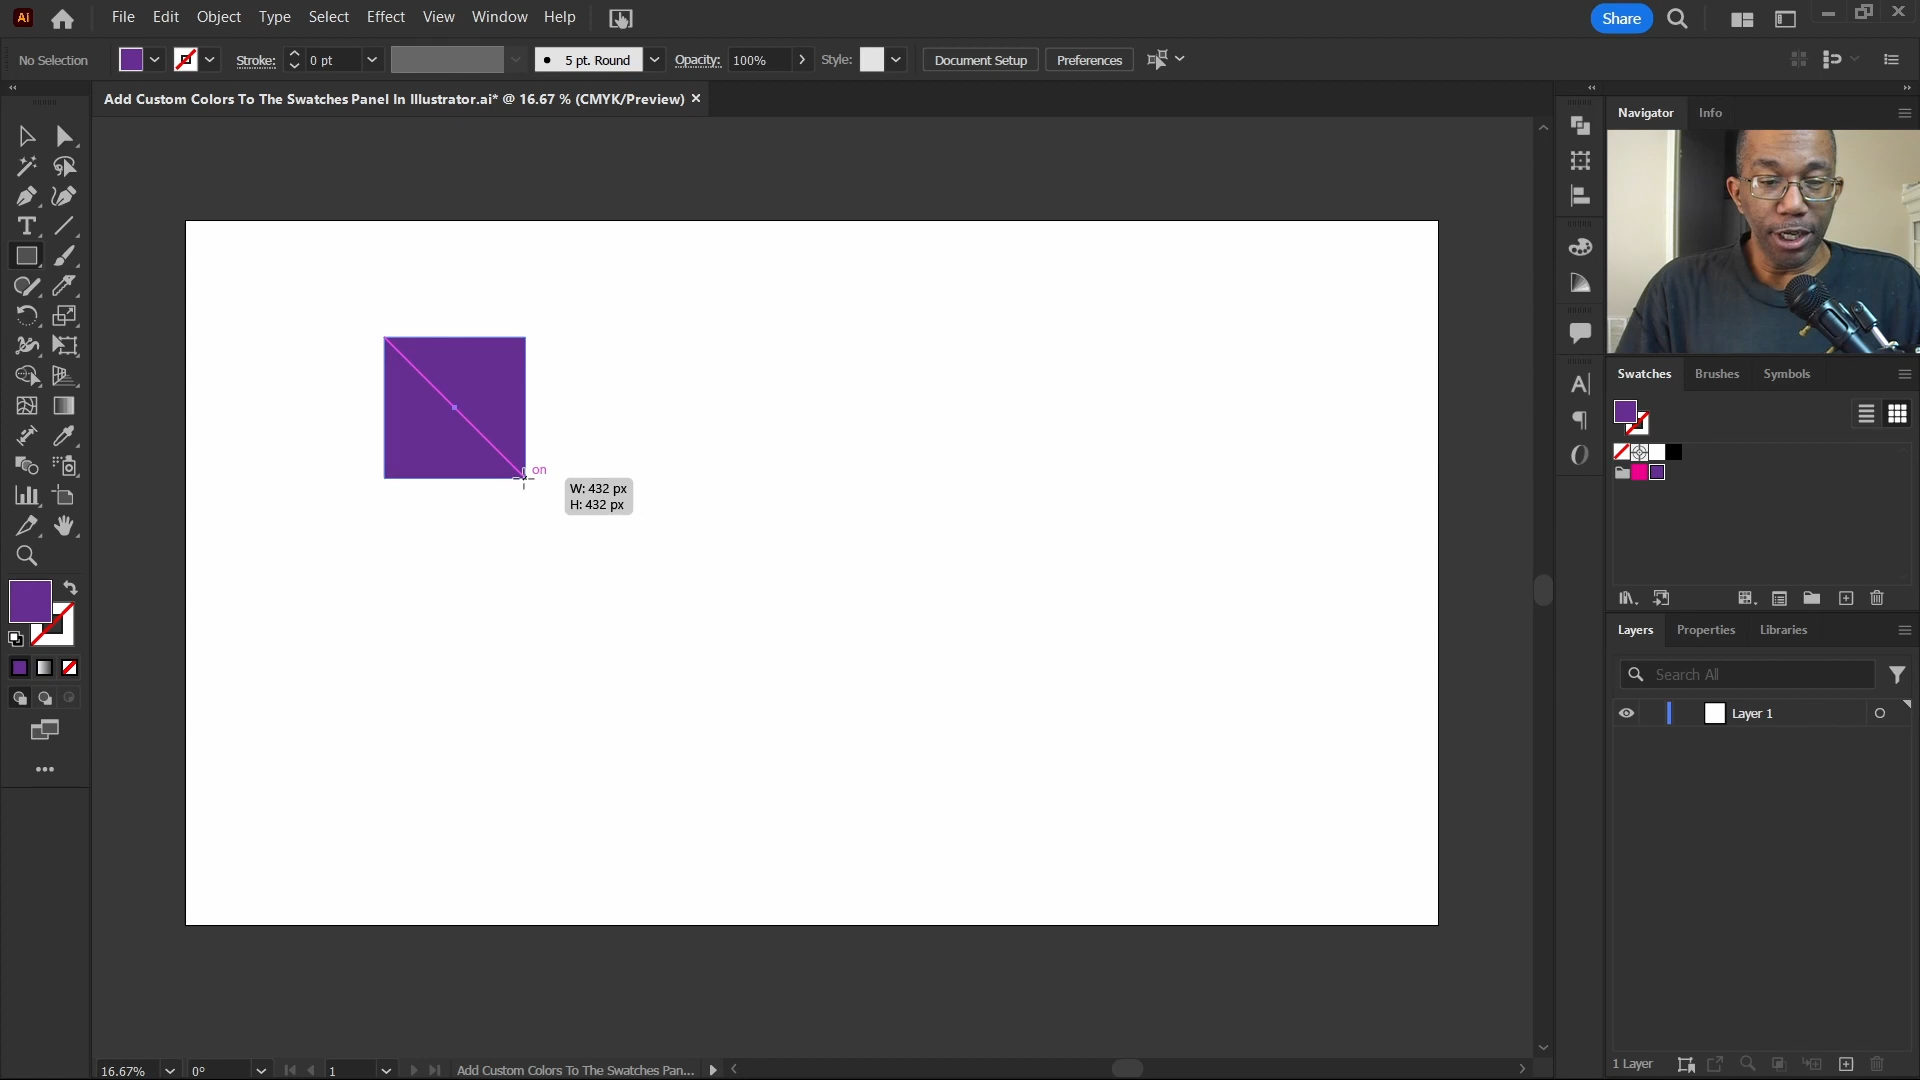 Ai File Edit Object Type Select Effect View Window Help Share
No Selection Stroke: 0 pt 5 pt. Round Opacity: 100% Style: Document Setup Preferences
Add Custom Colors To The Swatches Panel In Illustrator.ai* @ 16.67 % (CMYK/Preview)
Navigator Info
on
W: 432 px
H: 432 px
Swatches Brushes Symbols
Layers Properties Libraries
Search All
Layer 1
1 Layer
16.67% 0° 1 Add Custom Colors To The Swatches Pan...